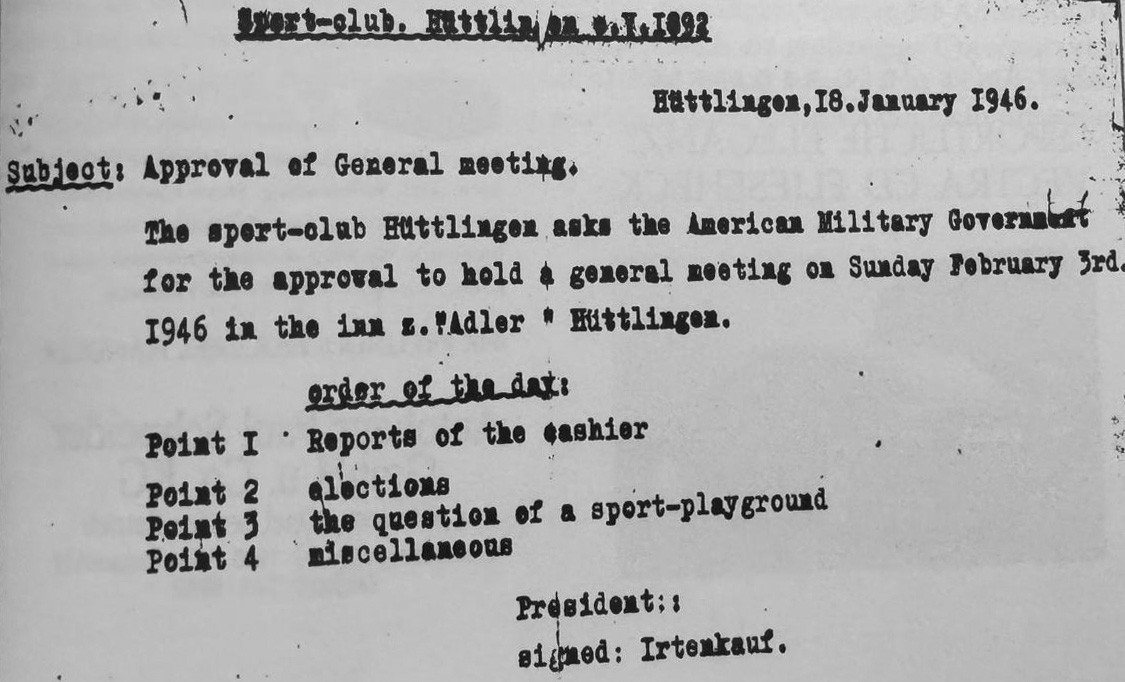 Sport-club. Hüttlingen e.V.1892
Hüttlingen,18.January 1946.
Subject: Approval of General meeting.
The sport-club Hüttlingen asks the American Military Government
for the approval to hold a general meeting on Sunday February 3rd.
1946 in the inn z."Adler " Hüttlingen.
order of the day:
Point I Reports of the cashier
Point 2 elections
Point 3 the question of a sport-playground
Point 4 miscellaneous
President::
signed: Irtenkauf.